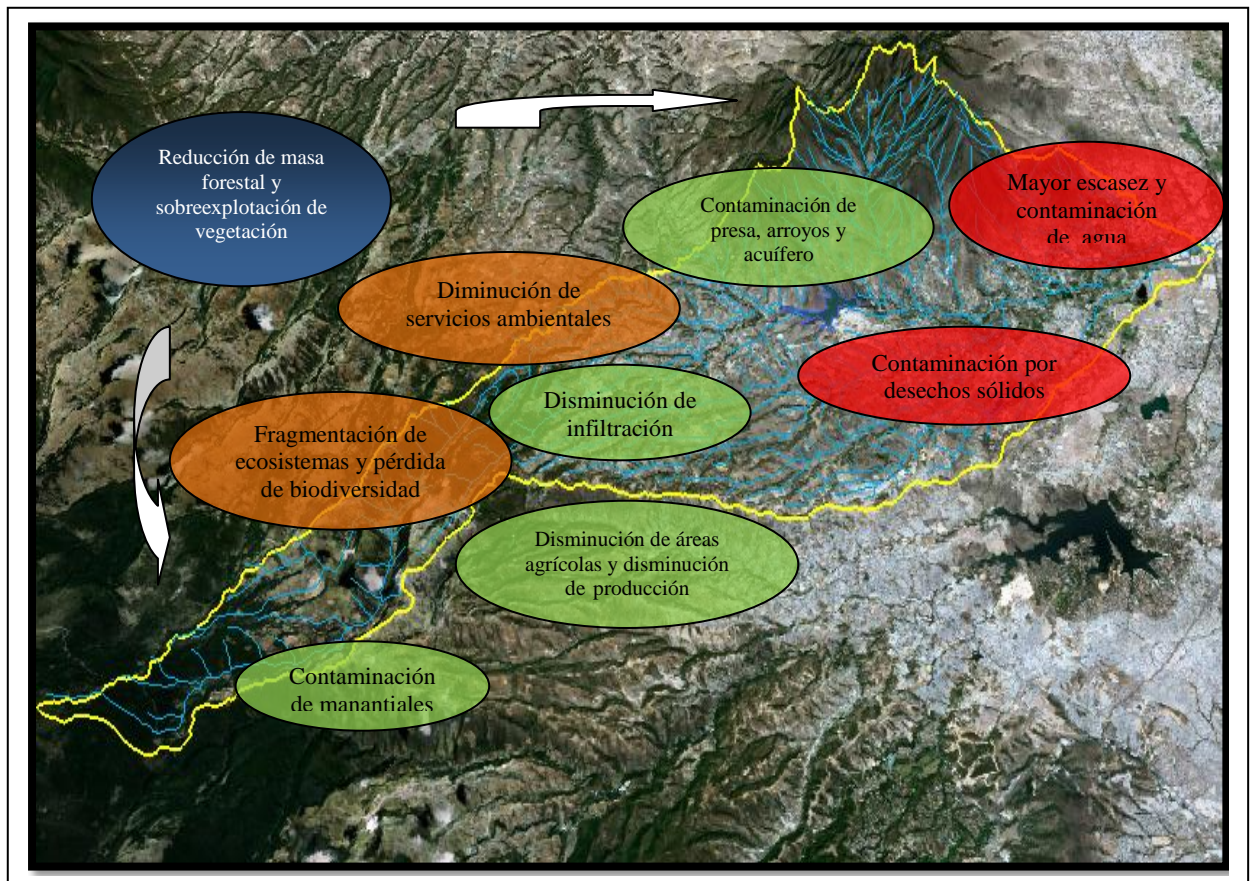 Reducción de masa
forestal y
sobreexplotación de
vegetación
Contaminación de
presa, arroyos y
acuífero
Mayor escasez y
contaminación
de agua
Diminución de
servicios ambientales
Contaminación por
desechos sólidos
Disminución de
infiltración
Fragmentación de
ecosistemas y pérdida
de biodiversidad
Disminución de áreas
agrícolas y disminución
de producción
Contaminación
de manantiales